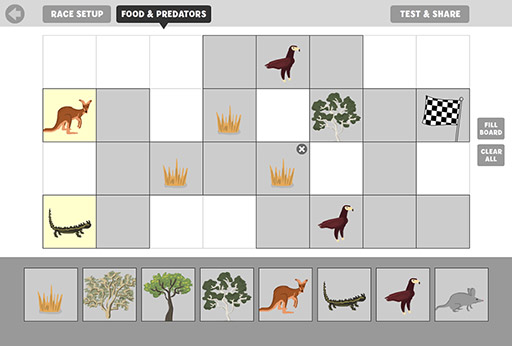 RACE SETUP
FOOD & PREDATORS
TEST & SHARE
FILL
BOARD
CLEAR
ALL